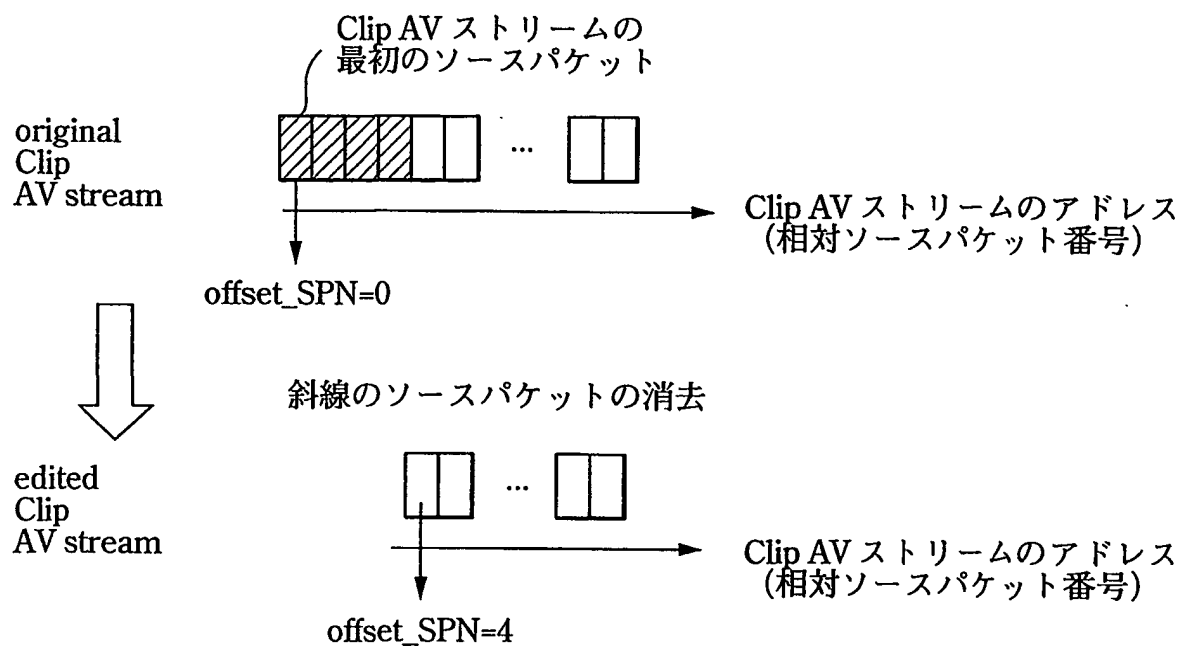 Clip AV ストリームの
最初のソースパケット
original
Clip
AV stream
...
Clip AV ストリームのアドレス
(相対ソースパケット番号)
offset_SPN=0
斜線のソースパケットの消去
edited
Clip
AV stream
...
Clip AV ストリームのアドレス
(相対ソースパケット番号)
offset_SPN=4